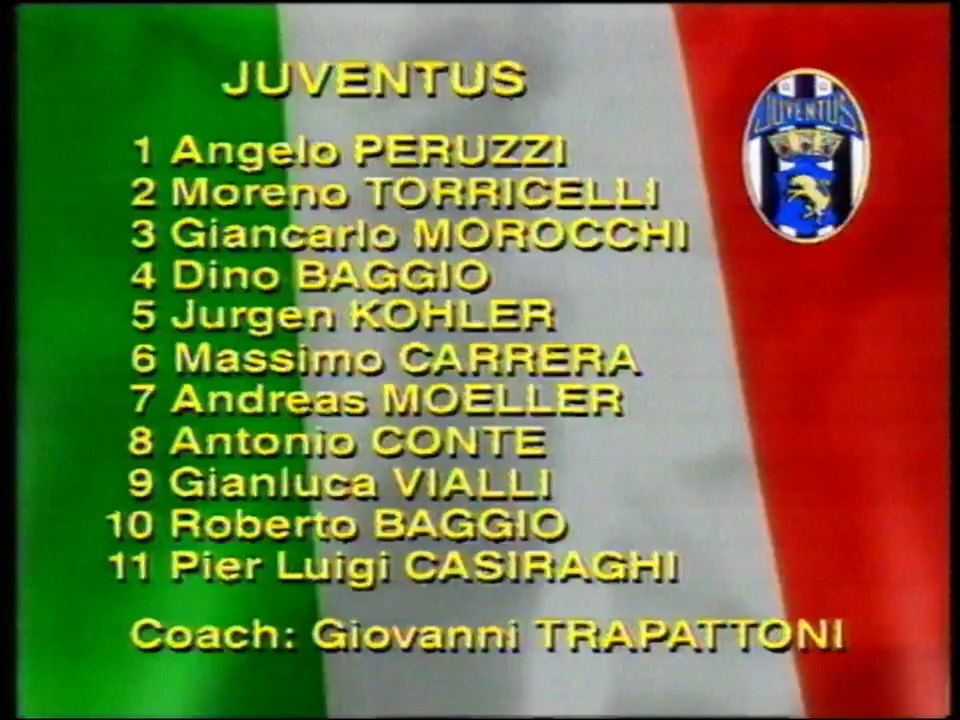 JUVENTUS
JUVENTUS
1 Angelo PERUZZI
2 Moreno TORRICELLI
3 Giancarlo MOROCCHI
4 Dino BAGGIO
5 Jurgen KOHLER
6 Massimo CARRERA
7 Andreas MOELLER
8 Antonio CONTE
9 Gianluca VIALLI
10 Roberto BAGGIO
11 Pier Luigi CASIRAGHI
Coach: Giovanni TRAPATTONI